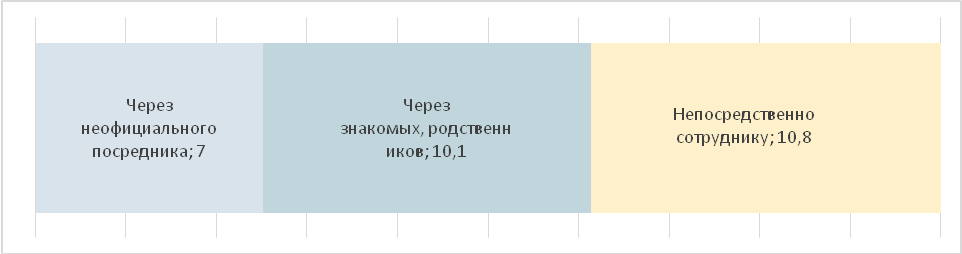 Через
неофициального
посредника; 7
Через
знакомых, родственн
иков; 10,1
Непосредственно
сотруднику; 10,8